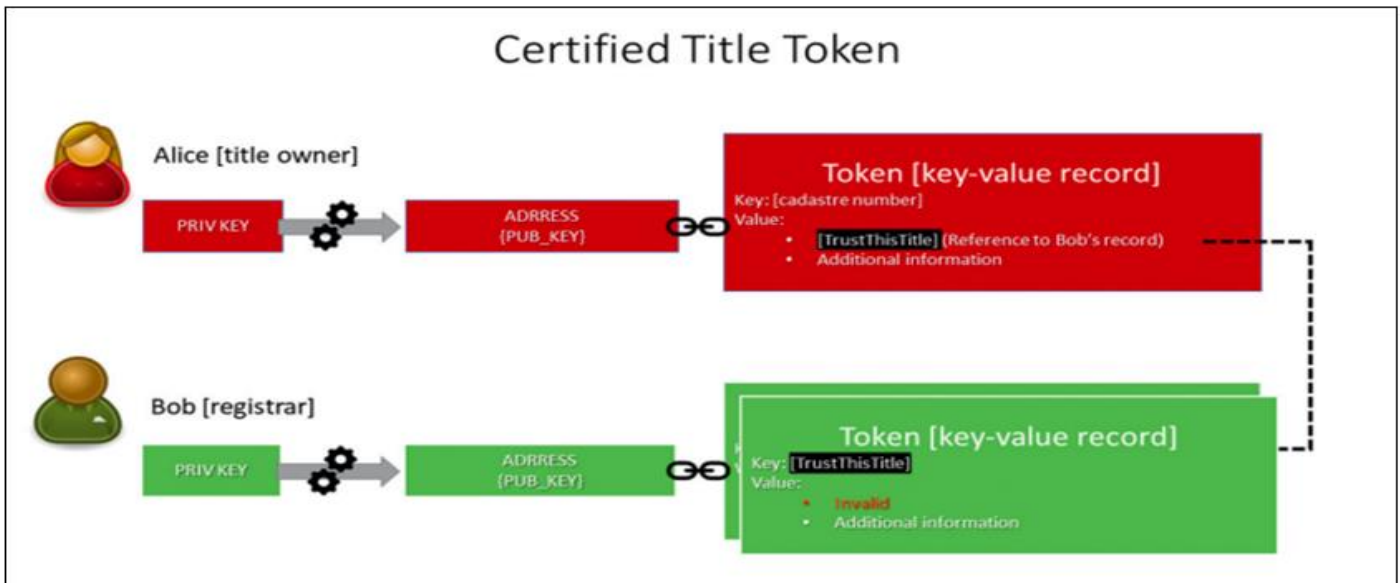 Certified Title Token
Alice [title owner]
PRIV KEY
ADRRESS
{PUB_KEY}
Token [key-value record]
Key: [cadastre number]
Value:
• [TrustThisTitle] (Reference to Bob's record)
• Additional information
Bob [registrar]
PRIV KEY
ADRRESS
{PUB_KEY}
Token [key-value record]
Key: [TrustThisTitle]
Value:
• Invalid
• Additional information